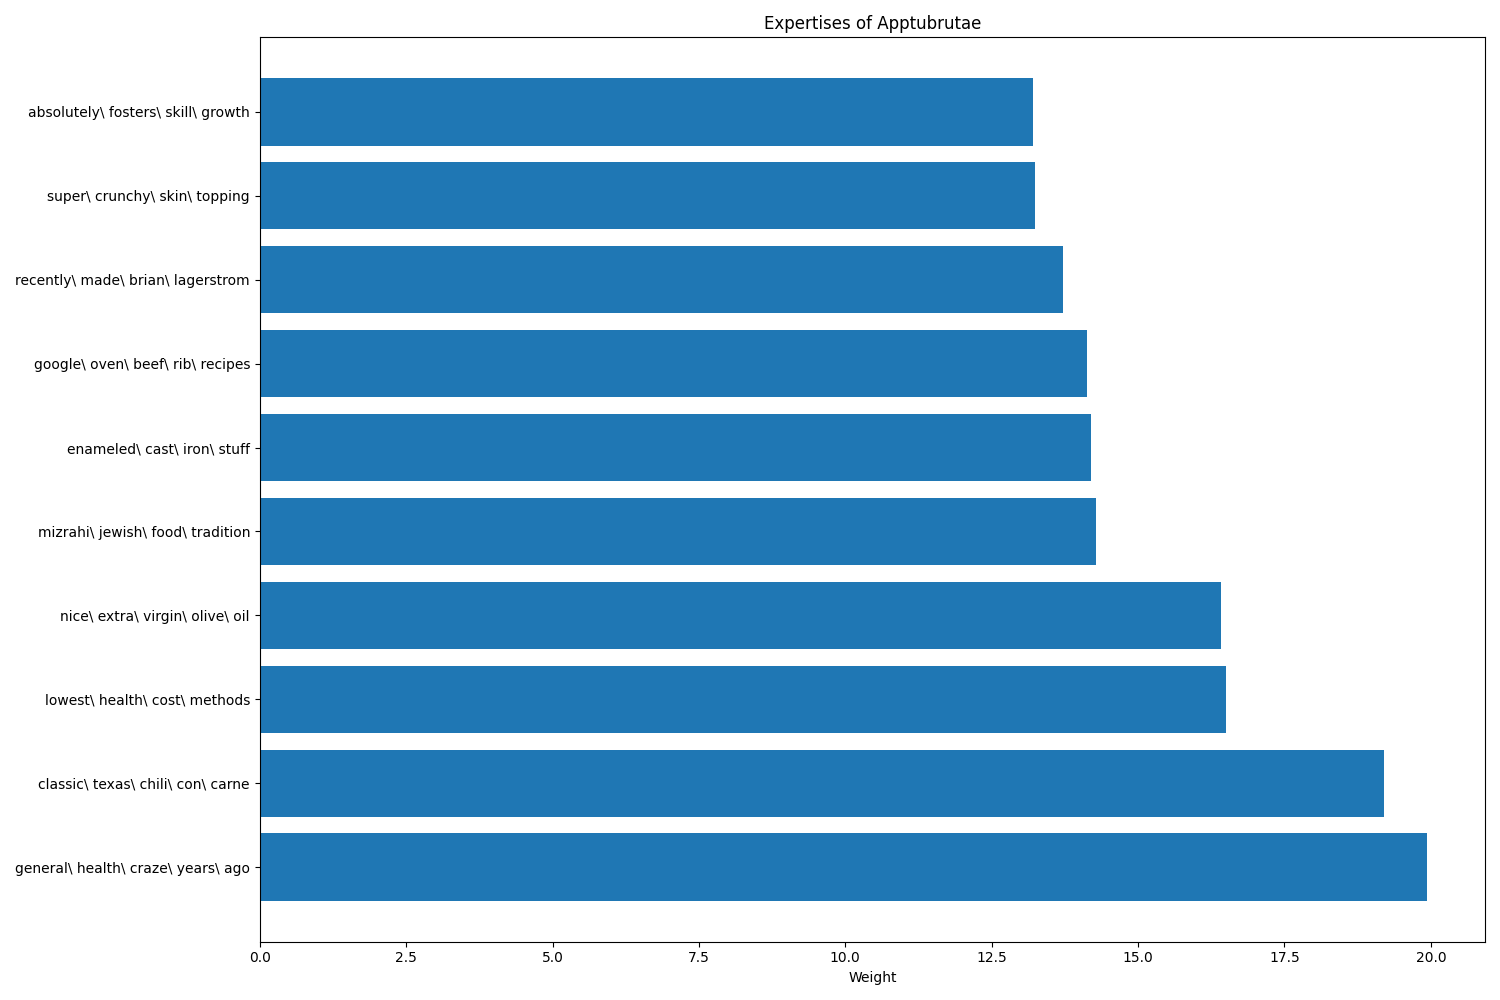 Expertises of Apptubrutae
absolutely\ fosters\ skill\ growth
super\ crunchy\ skin\ topping
recently\ made\ brian\ lagerstrom
google\ oven\ beef\ rib\ recipes
enameled\ cast\ iron\ stuff
mizrahi\ jewish\ food\ tradition
nice\ extra\ virgin\ olive\ oil
lowest\ health\ cost\ methods
classic\ texas\ chili\ con\ carne
general\ health\ craze\ years\ ago
0.0 2.5 5.0 7.5 10.0 12.5 15.0 17.5 20.0
Weight